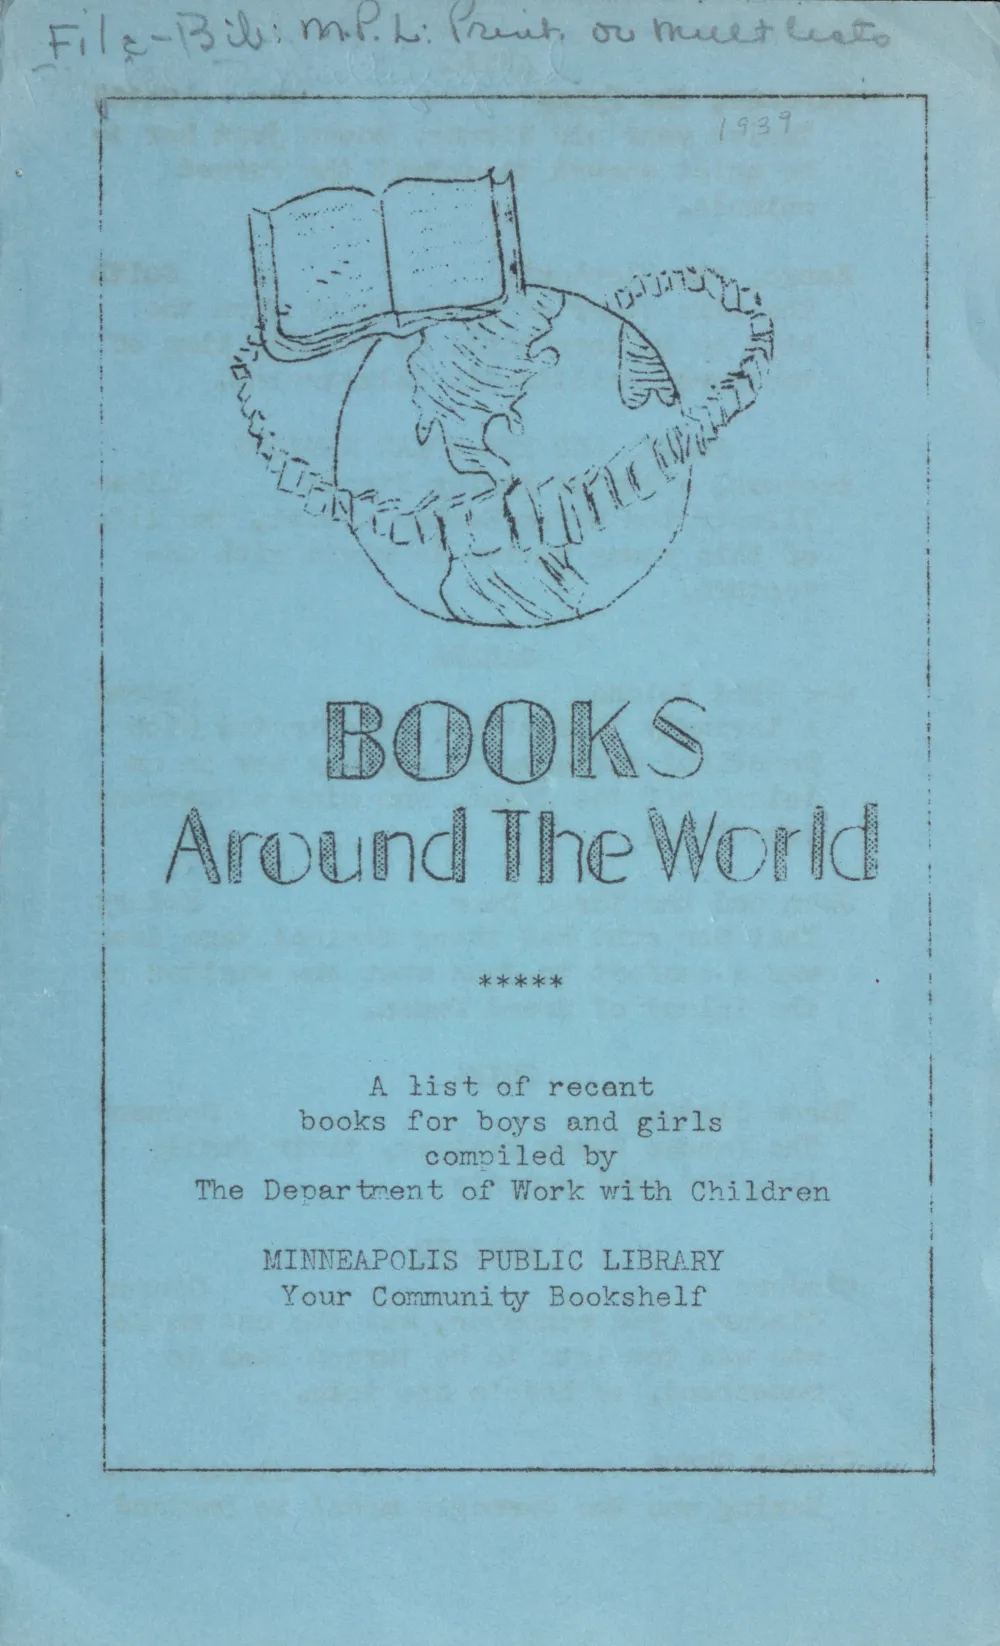 File-Bib: M.P.L: Print. or Mult lists
1939
BOOKS
Around The World
*****
A list of recent
books for boys and girls
compiled by
The Department of Work with Children
MINNEAPOLIS PUBLIC LIBRARY
Your Community Bookshelf